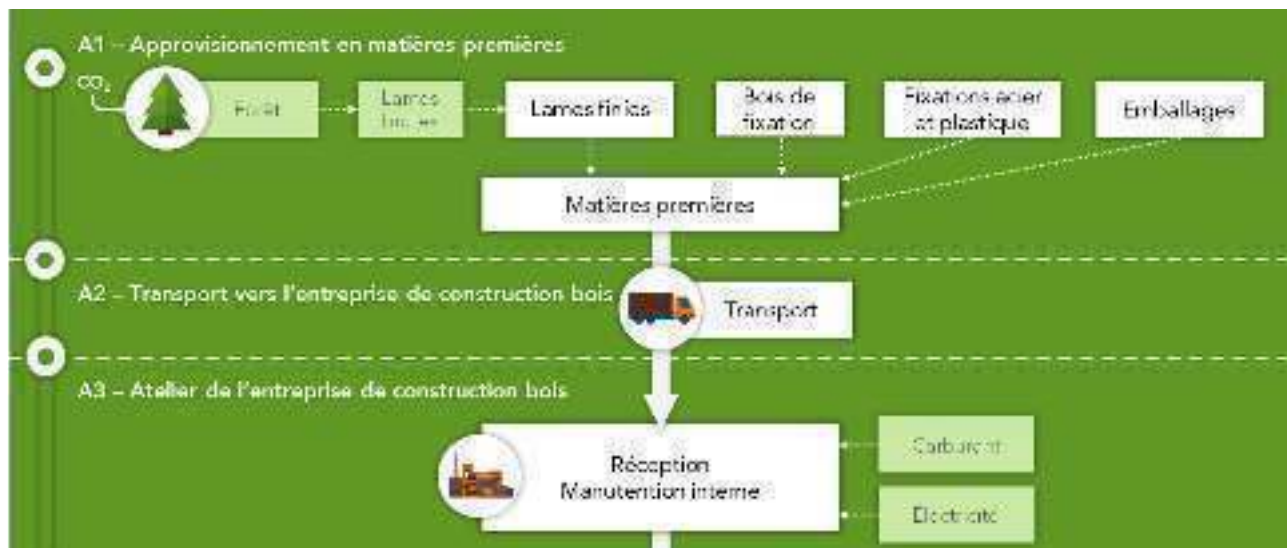 A1 – Approvisionnement en matières premières
CO₂
Forêt
Lames
brutes
Lames finies
Bois de
fixation
Fixations acier
et plastique
Emballages
Matières premières
A2 – Transport vers l'entreprise de construction bois
Transport
A3 – Atelier de l'entreprise de construction bois
Réception
Manutention interne
Carburant
Électricité